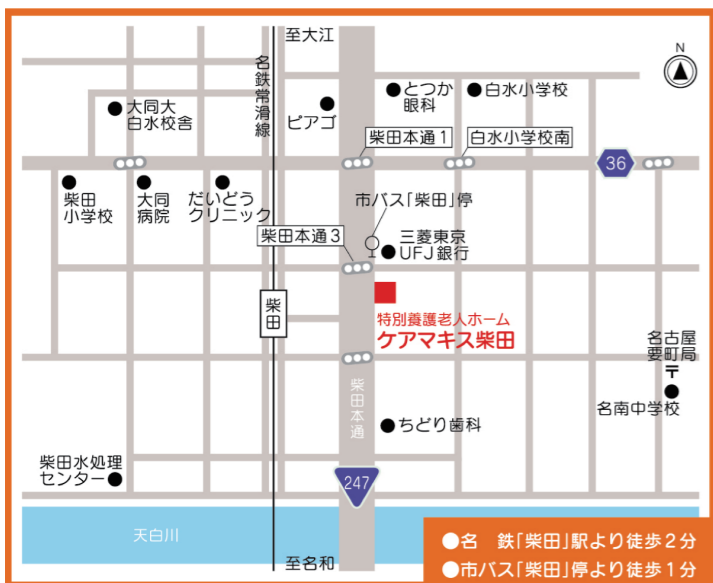 至大江
N
名鉄常滑線
大同大
白水校舎
ピアゴ
とつか
眼科
白水小学校
柴田本通1
白水小学校南
36
柴田
小学校
大同
病院
だいどう
クリニック
市バス「柴田」停
柴田本通3
三菱東京
UFJ銀行
柴田
特別養護老人ホーム
ケアマキス柴田
名古屋
要町局
〒
名南中学校
柴田本通
ちどり歯科
柴田水処理
センター
247
天白川
至名和
●名 鉄「柴田」駅より徒歩2分
●市バス「柴田」停より徒歩1分